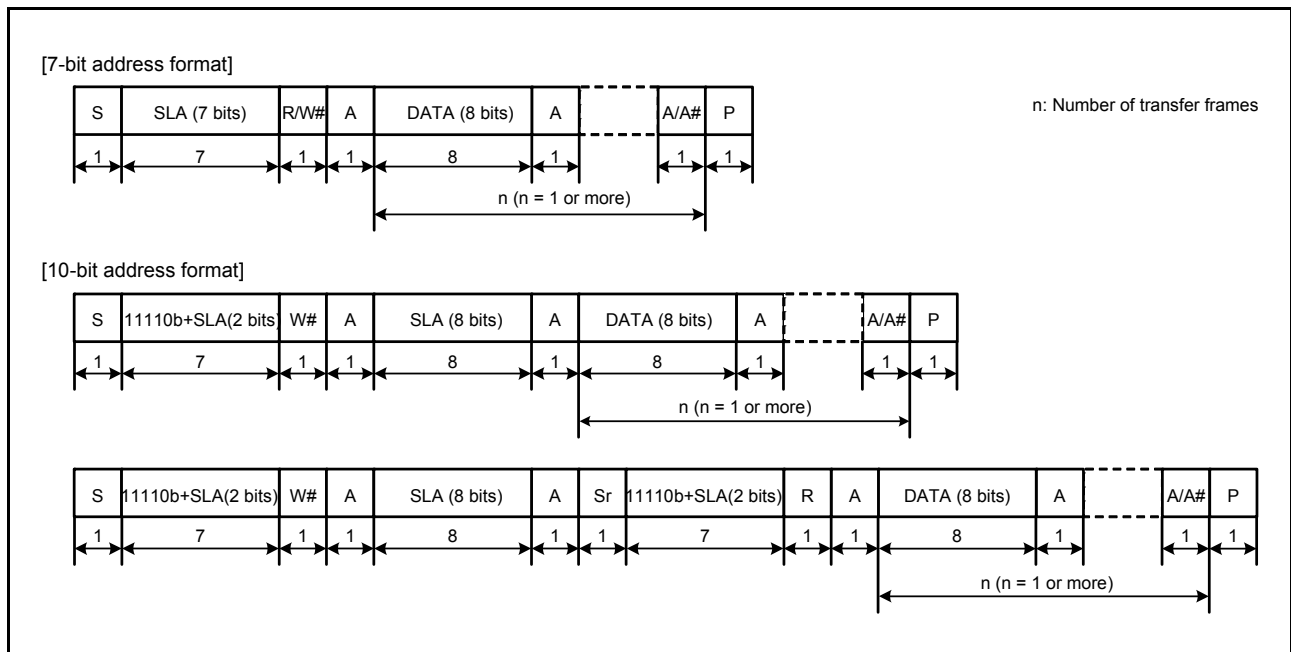 [7-bit address format]
n: Number of transfer frames
S SLA (7 bits) R/W# A DATA (8 bits) A A/A# P
1 7 1 1 8 1 1 1
n (n = 1 or more)
[10-bit address format]
S 11110b+SLA(2 bits) W# A SLA (8 bits) A DATA (8 bits) A A/A# P
1 7 1 1 8 1 8 1 1 1
n (n = 1 or more)
S 11110b+SLA(2 bits) W# A SLA (8 bits) A Sr 11110b+SLA(2 bits) R A DATA (8 bits) A A/A# P
1 7 1 1 8 1 1 7 1 1 8 1 1 1
n (n = 1 or more)